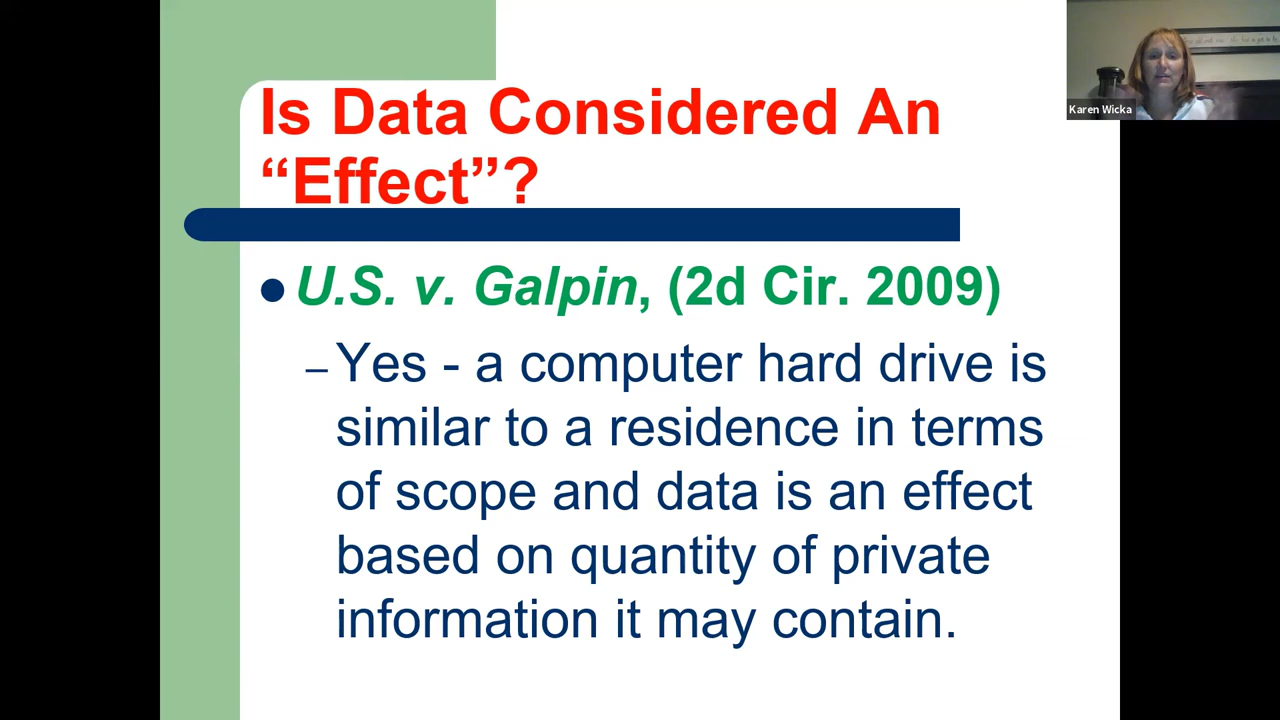 Is Data Considered An
“Effect”?
U.S. v. Galpin, (2d Cir. 2009)
– Yes - a computer hard drive is
similar to a residence in terms
of scope and data is an effect
based on quantity of private
information it may contain.
Karen Wicka